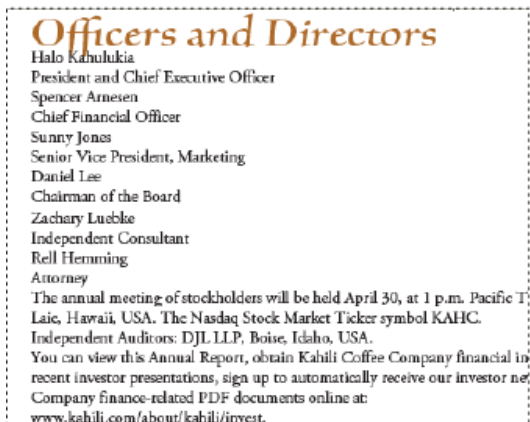 Officers and Directors
Halo Kahulukia
President and Chief Executive Officer
Spencer Arnesen
Chief Financial Officer
Sunny Jones
Senior Vice President, Marketing
Daniel Lee
Chairman of the Board
Zachary Luebke
Independent Consultant
Rell Hemming
Attorney
The annual meeting of stockholders will be held April 30, at 1 p.m. Pacific T
Laie, Hawaii, USA. The Nasdaq Stock Market Ticker symbol KAHC.
Independent Auditors: DJL LLP, Boise, Idaho, USA.
You can view this Annual Report, obtain Kahili Coffee Company financial in
recent investor presentations, sign up to automatically receive our investor ne
Company finance-related PDF documents online at:
www.kahili.com/about/kahili/invest.